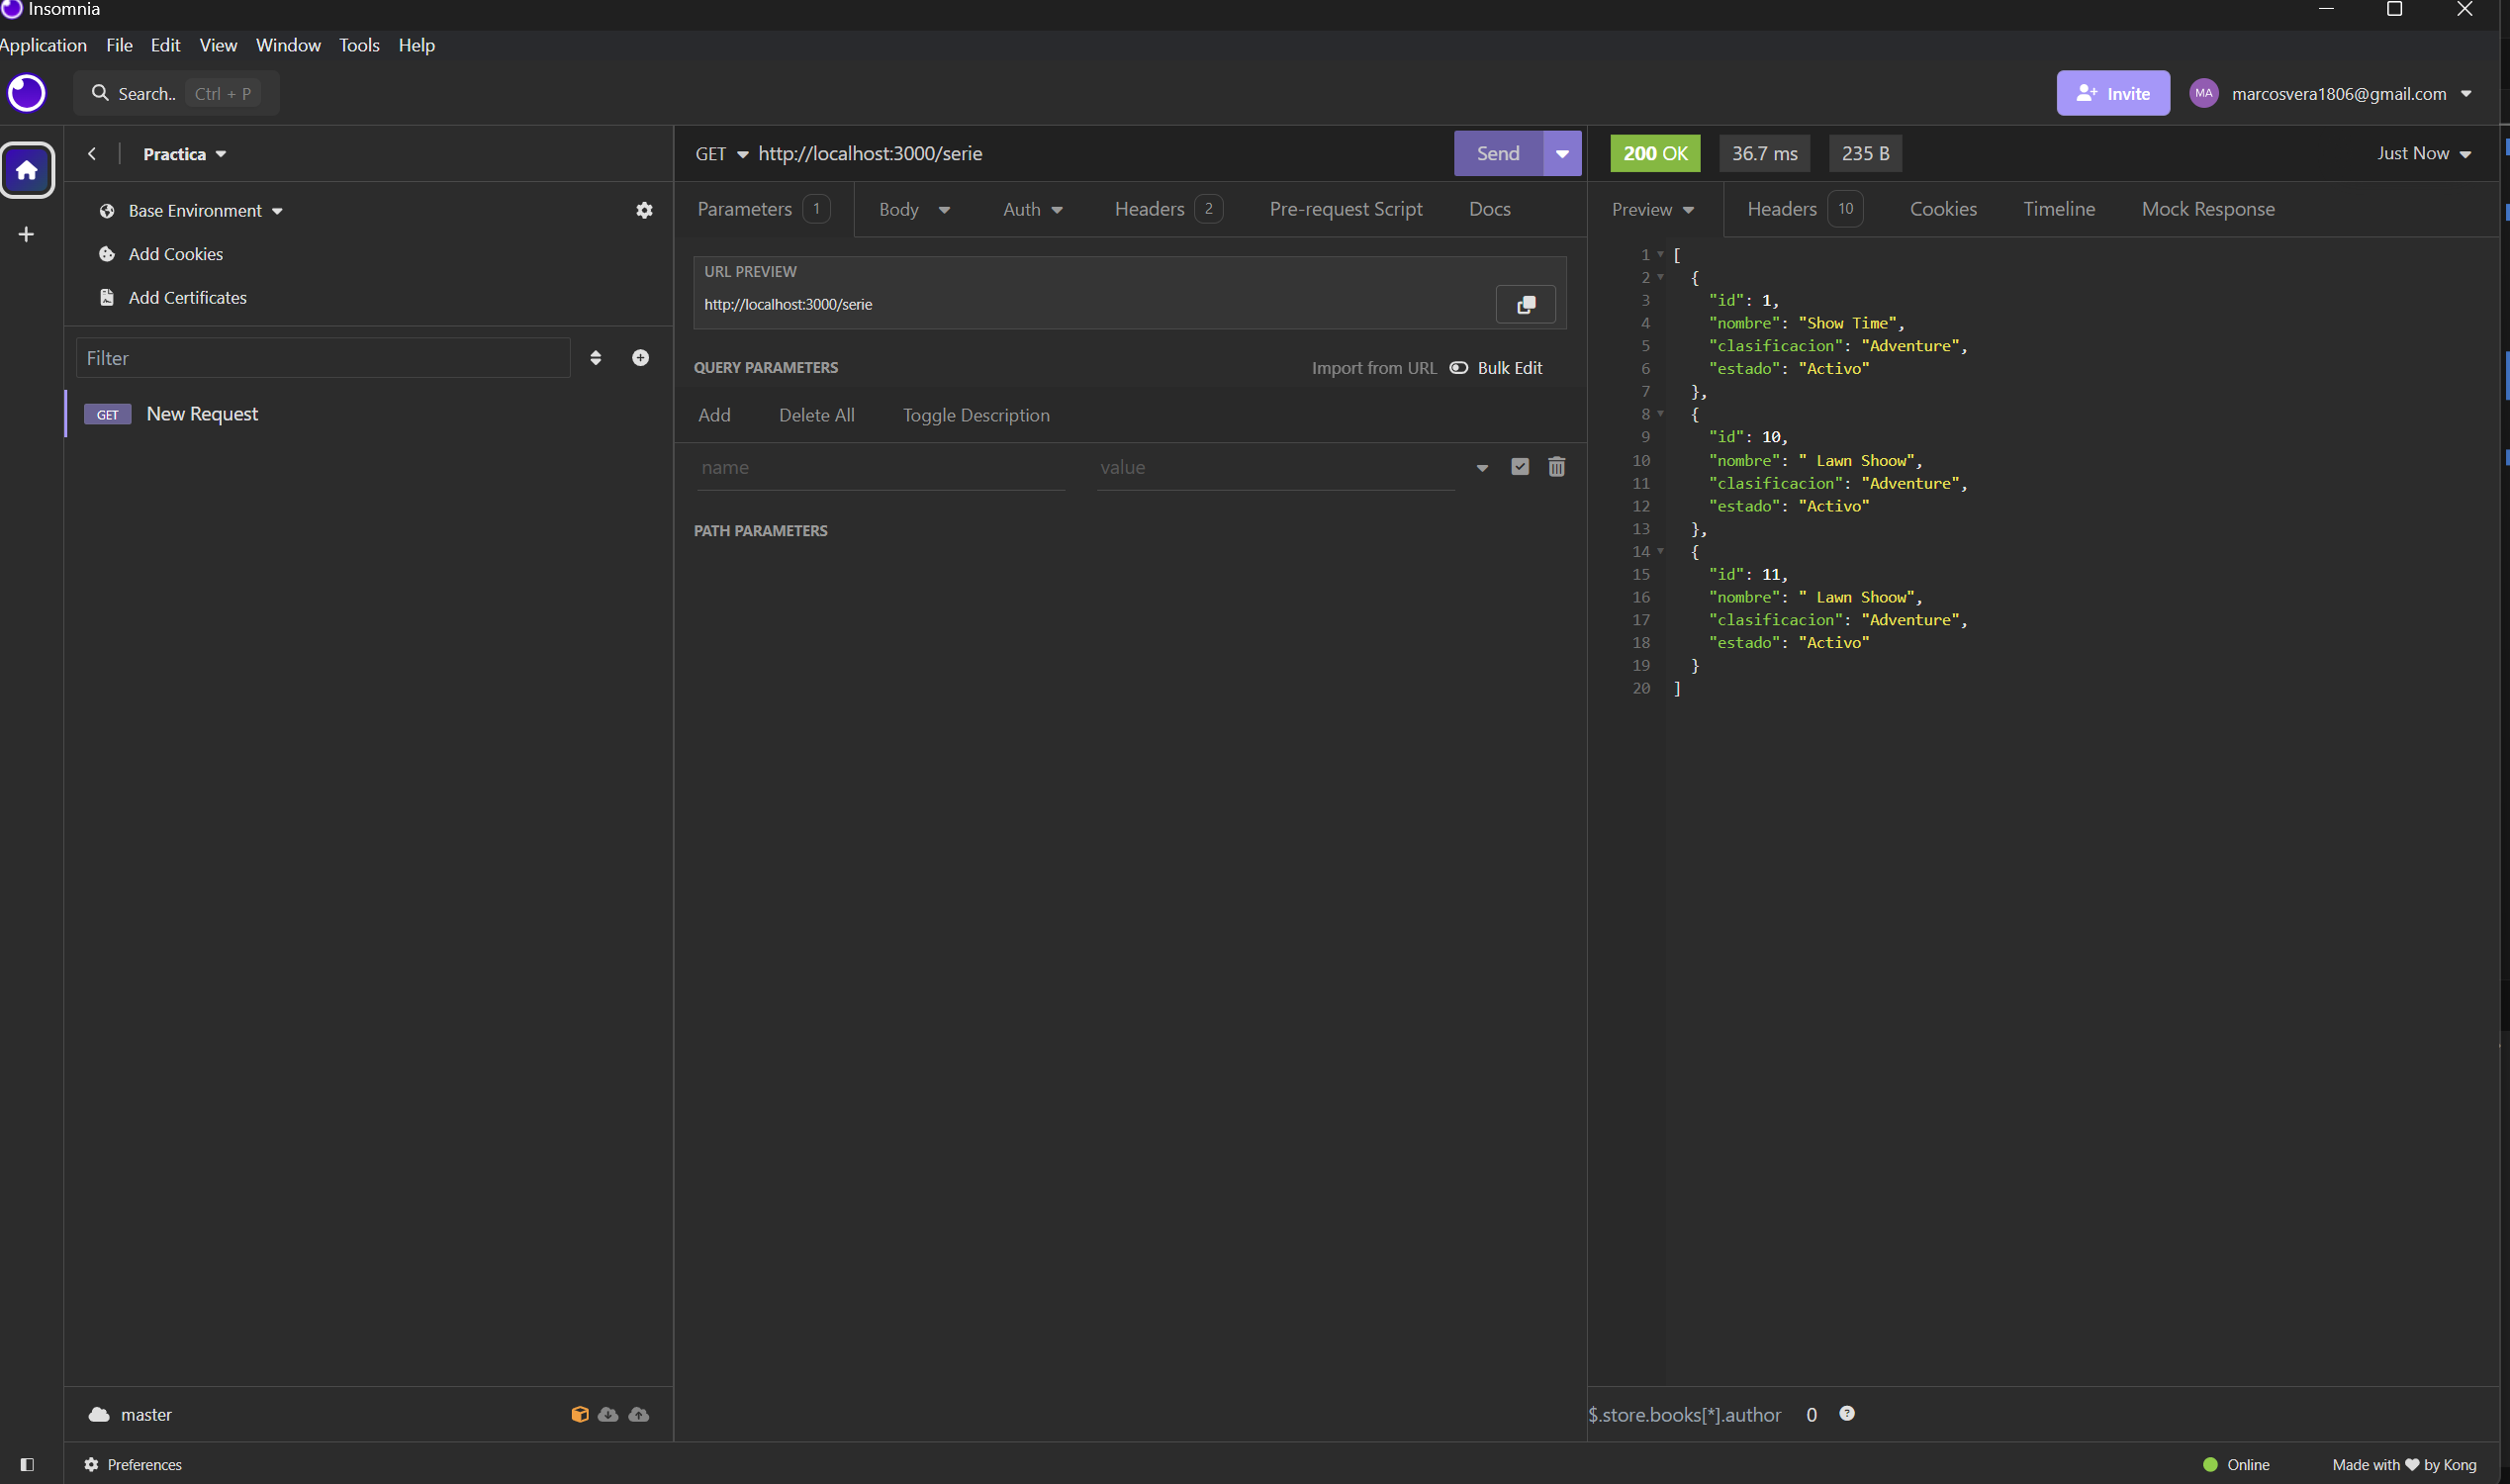 Insomnia
Application File Edit View Window Tools Help
Search.. Ctrl + P
Invite MA marcosvera1806@gmail.com
Practica
Base Environment
Add Cookies
Add Certificates
Filter
GET New Request
master
Preferences
GET http://localhost:3000/serie Send
Parameters 1 Body Auth Headers 2 Pre-request Script Docs
URL PREVIEW
http://localhost:3000/serie
QUERY PARAMETERS Import from URL Bulk Edit
Add Delete All Toggle Description
name value
PATH PARAMETERS
200 OK 36.7 ms 235 B Just Now
Preview Headers 10 Cookies Timeline Mock Response
1 [
2 {
3 "id": 1,
4 "nombre": "Show Time",
5 "clasificacion": "Adventure",
6 "estado": "Activo"
7 },
8 {
9 "id": 10,
10 "nombre": " Lawn Shoow",
11 "clasificacion": "Adventure",
12 "estado": "Activo"
13 },
14 {
15 "id": 11,
16 "nombre": " Lawn Shoow",
17 "clasificacion": "Adventure",
18 "estado": "Activo"
19 }
20 ]
$.store.books[*].author 0
Online Made with ❤ by Kong